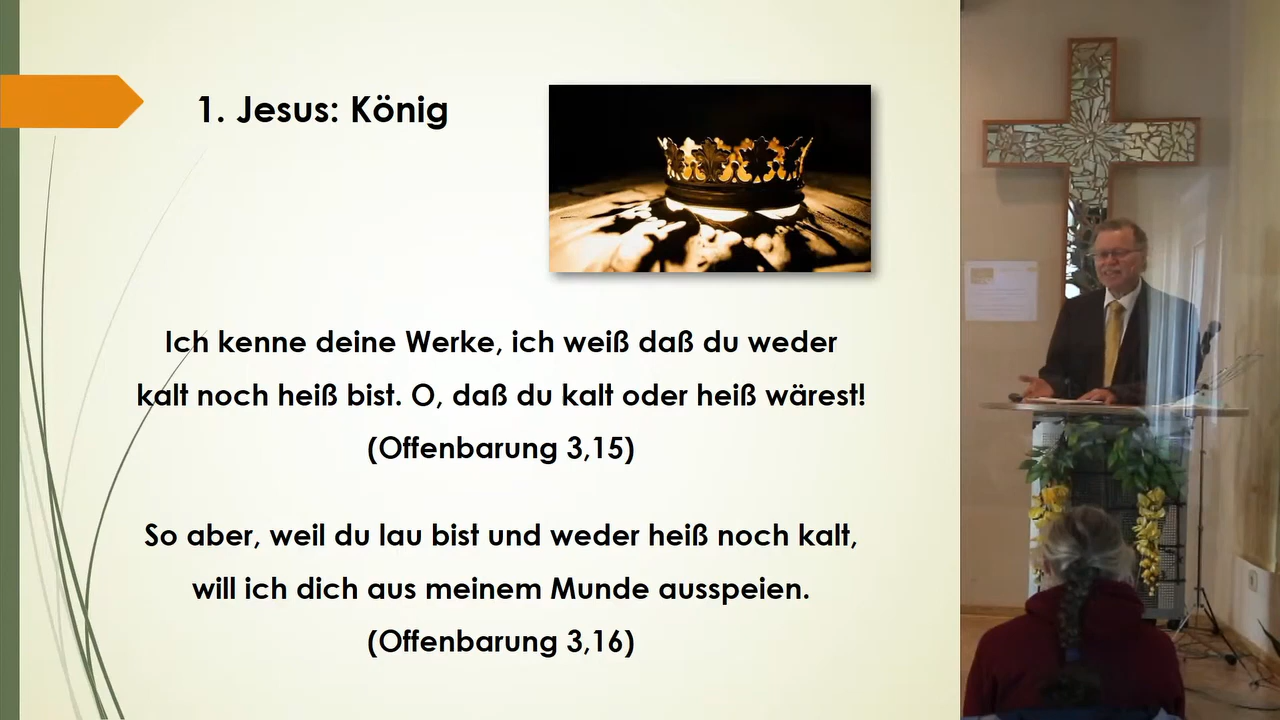 1. Jesus: König
Ich kenne deine Werke, ich weiß daß du weder
kalt noch heiß bist. O, daß du kalt oder heiß wärest!
(Offenbarung 3,15)
So aber, weil du lau bist und weder heiß noch kalt,
will ich dich aus meinem Munde ausspeien.
(Offenbarung 3,16)